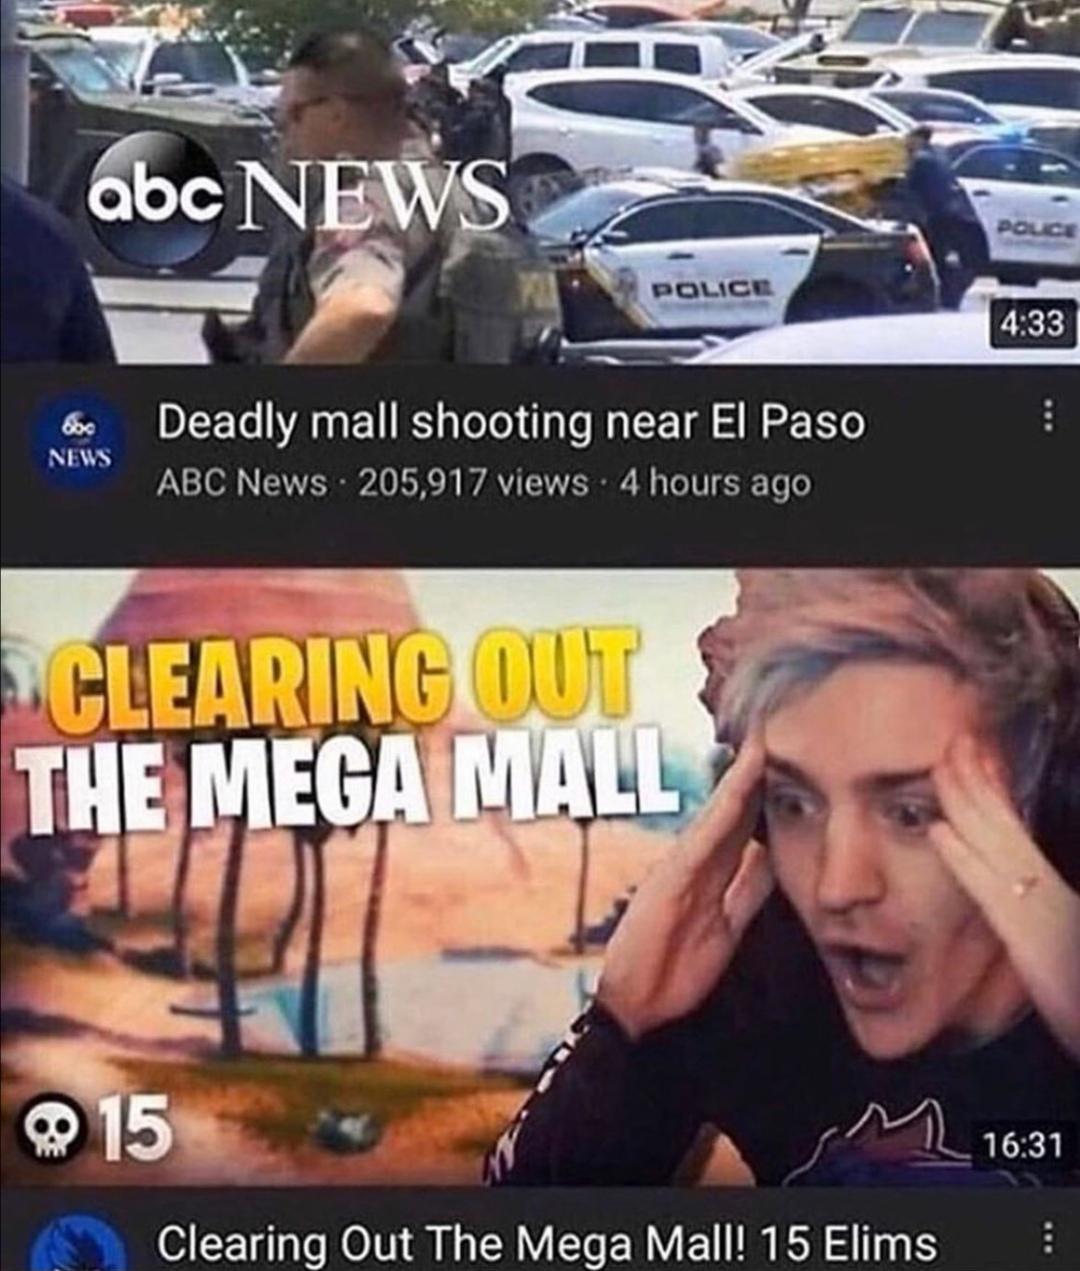 abc NEWS
POLICE
POLICE
4:33
abc
NEWS
Deadly mall shooting near El Paso
ABC News · 205,917 views · 4 hours ago
CLEARING OUT
THE MEGA MALL
15
16:31
Clearing Out The Mega Mall! 15 Elims